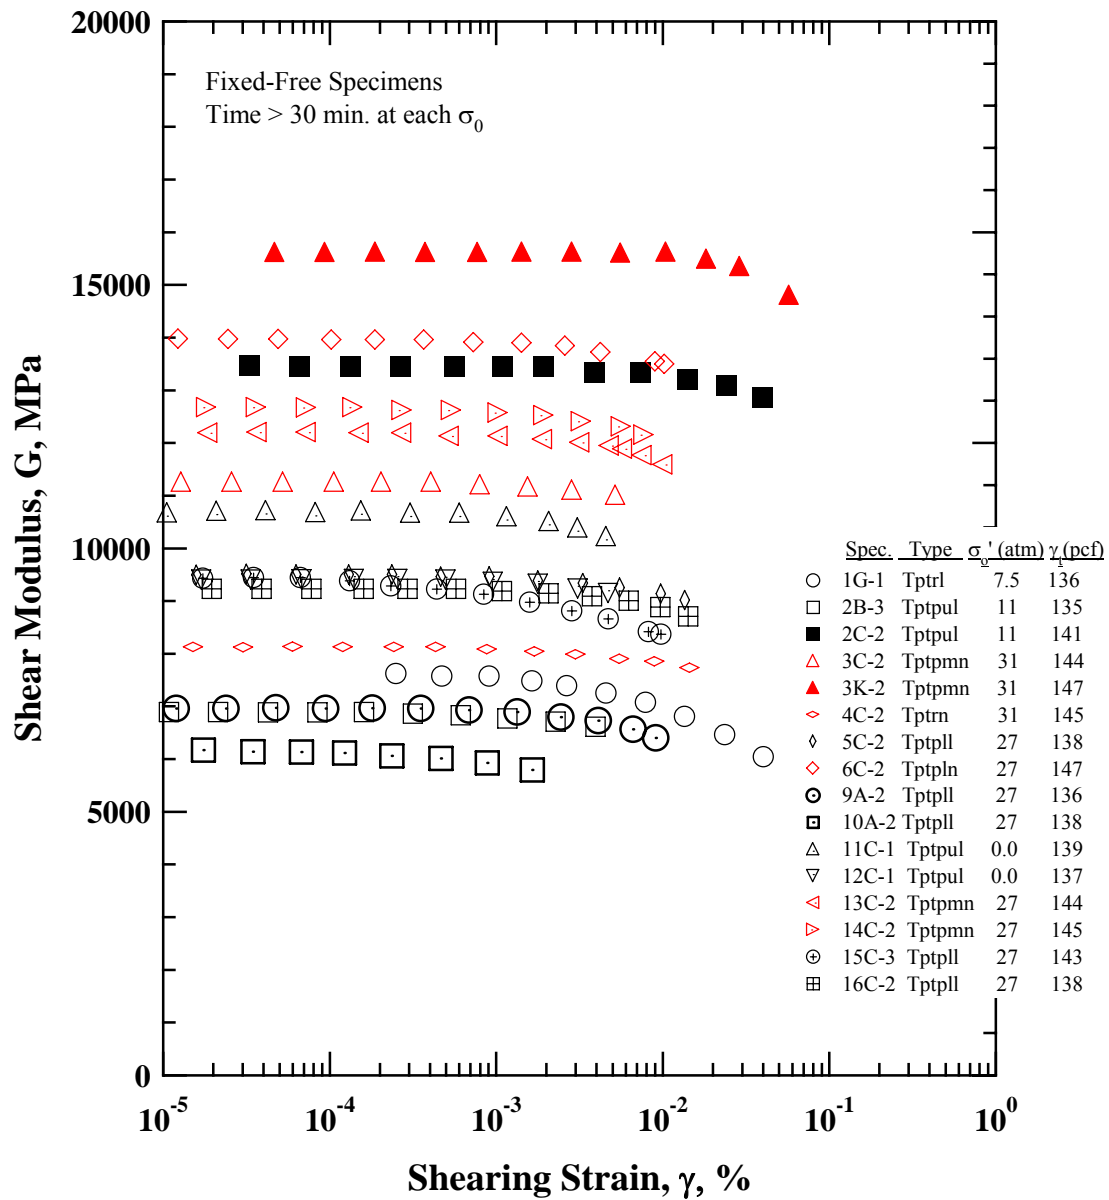 20000
Fixed-Free Specimens
Time > 30 min. at each σ0
15000
Shear Modulus, G, MPa
10000
Spec. Type σo' (atm) γt (pcf)
1G-1 Tptrl 7.5 136
2B-3 Tptpul 11 135
2C-2 Tptpul 11 141
3C-2 Tptpmn 31 144
3K-2 Tptpmn 31 147
4C-2 Tptrn 31 145
5C-2 Tptpll 27 138
6C-2 Tptpln 27 147
9A-2 Tptpll 27 136
10A-2 Tptpll 27 138
11C-1 Tptpul 0.0 139
12C-1 Tptpul 0.0 137
13C-2 Tptpmn 27 144
14C-2 Tptpmn 27 145
15C-3 Tptpll 27 143
16C-2 Tptpll 27 138
5000
0
10^-5 10^-4 10^-3 10^-2 10^-1 10^0
Shearing Strain, γ, %